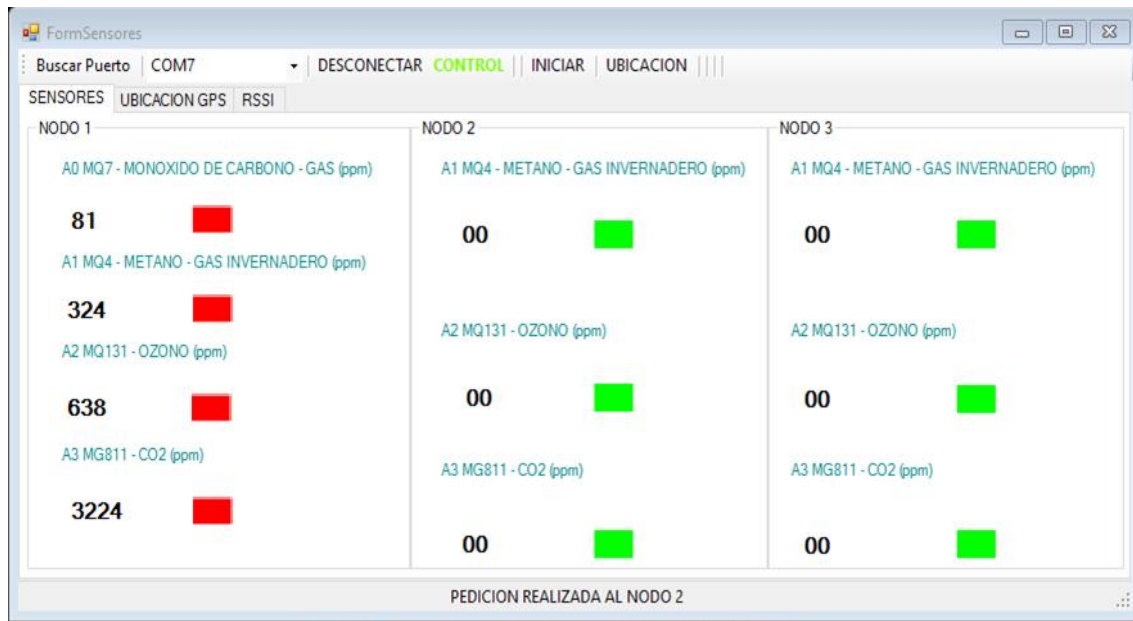 FormSensores
Buscar Puerto COM7 DESCONECTAR CONTROL INICIAR UBICACION
SENSORES UBICACION GPS RSSI
NODO 1
A0 MQ7 - MONOXIDO DE CARBONO - GAS (ppm)
81
A1 MQ4 - METANO - GAS INVERNADERO (ppm)
324
A2 MQ131 - OZONO (ppm)
638
A3 MG811 - CO2 (ppm)
3224
NODO 2
A1 MQ4 - METANO - GAS INVERNADERO (ppm)
00
A2 MQ131 - OZONO (ppm)
00
A3 MG811 - CO2 (ppm)
00
NODO 3
A1 MQ4 - METANO - GAS INVERNADERO (ppm)
00
A2 MQ131 - OZONO (ppm)
00
A3 MG811 - CO2 (ppm)
00
PEDICION REALIZADA AL NODO 2